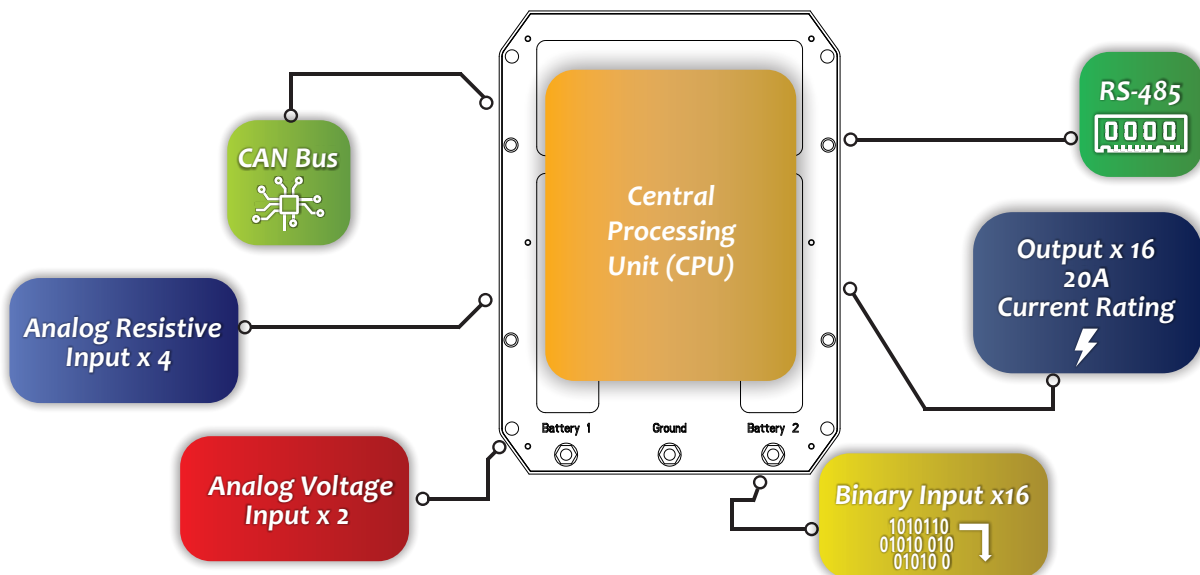 CAN Bus
Analog Resistive
Input x 4
Analog Voltage
Input x 2
Central
Processing
Unit (CPU)
Battery 1
Ground
Battery 2
RS-485
0000
Output x 16
20A
Current Rating
Binary Input x16
1010110
01010 010
01010 0